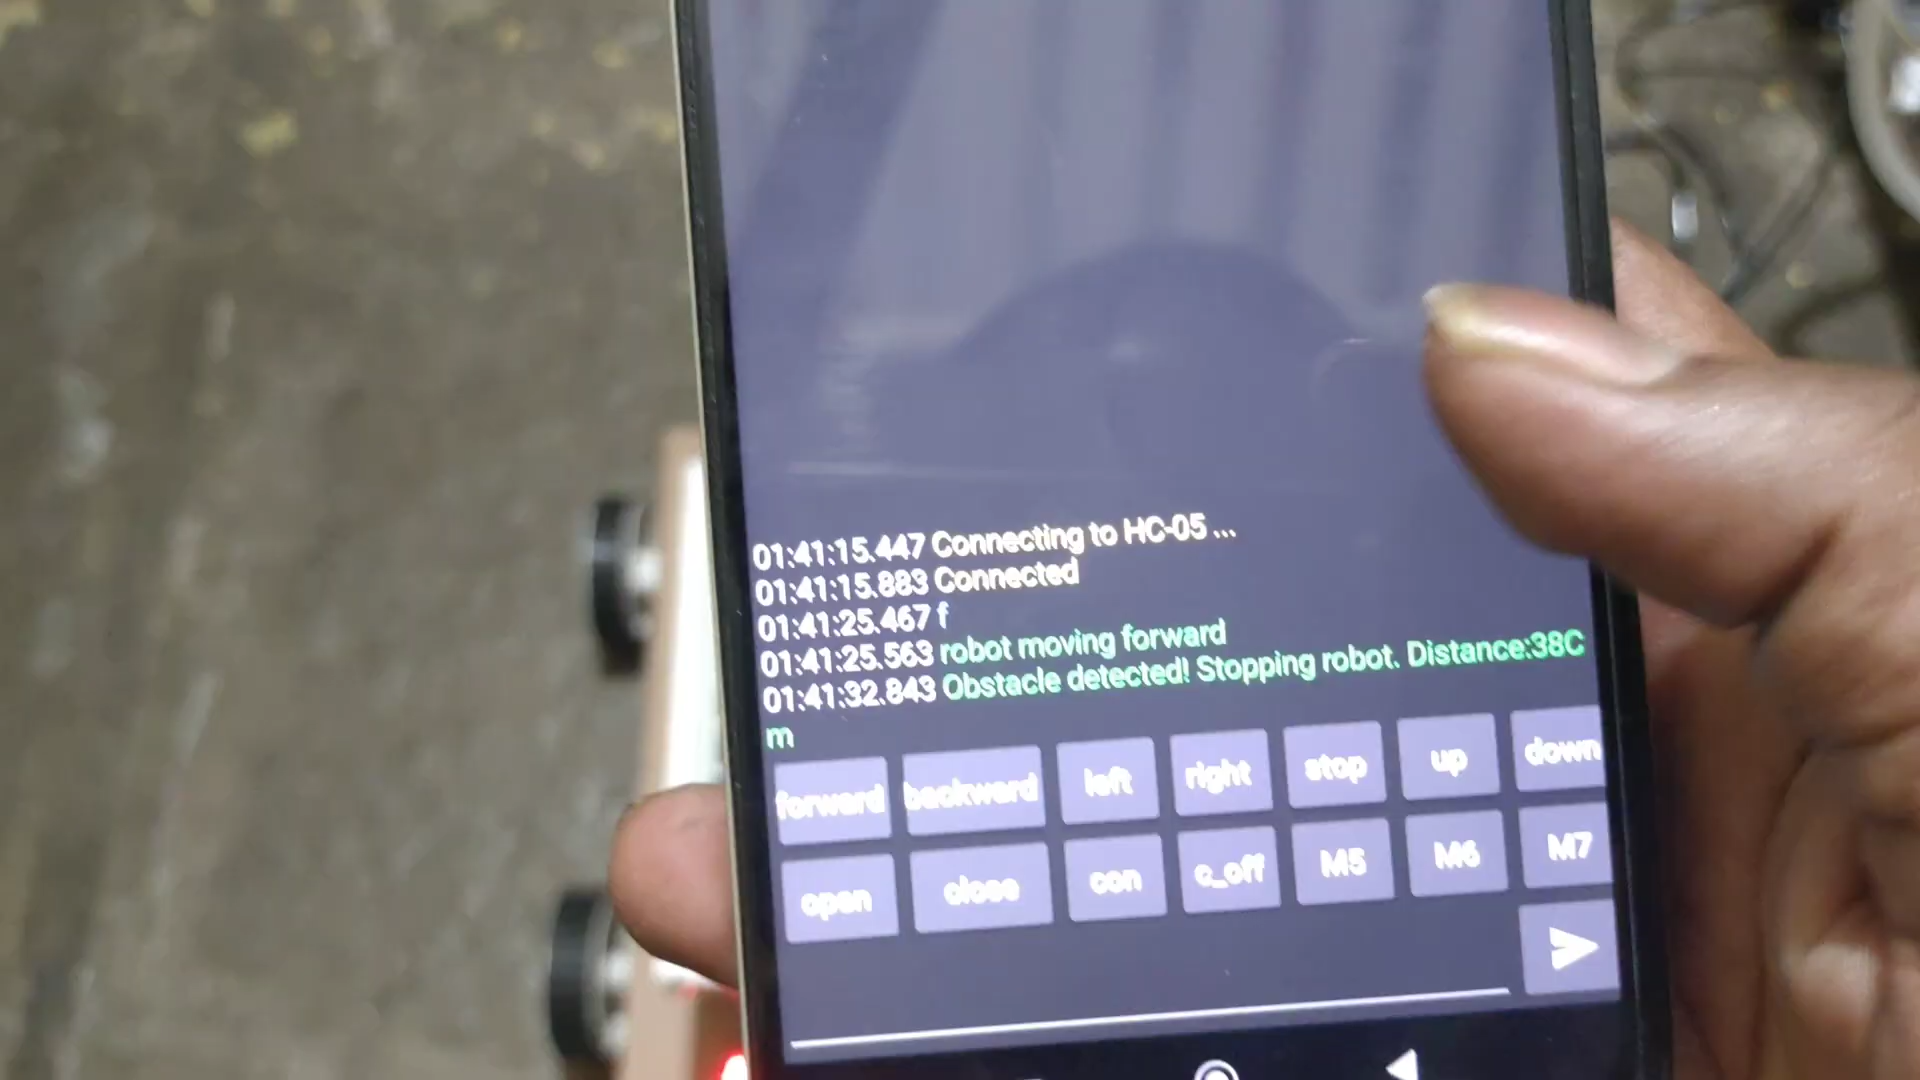 01:41:15.447 Connecting to HC-05 ...
01:41:15.883 Connected
01:41:25.467 f
01:41:25.563 robot moving forward
01:41:32.843 Obstacle detected! Stopping robot. Distance:38C
m
forward backward left right stop up down
open close con c_off M5 M6 M7